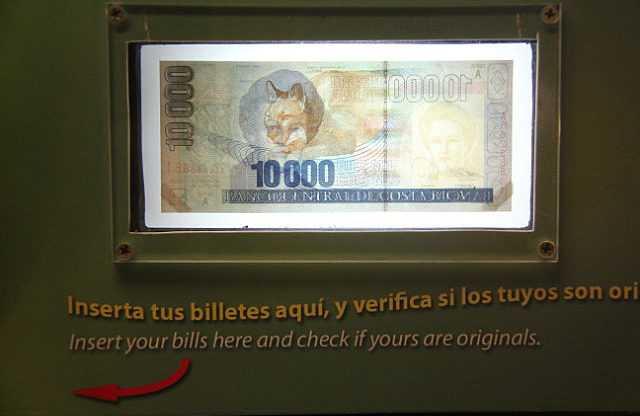 10000
10000
A
10000
A
BANCO CENTRAL DE COSTA RICA
Inserta tus billetes aquí, y verifica si los tuyos son ori
Insert your bills here and check if yours are originals.